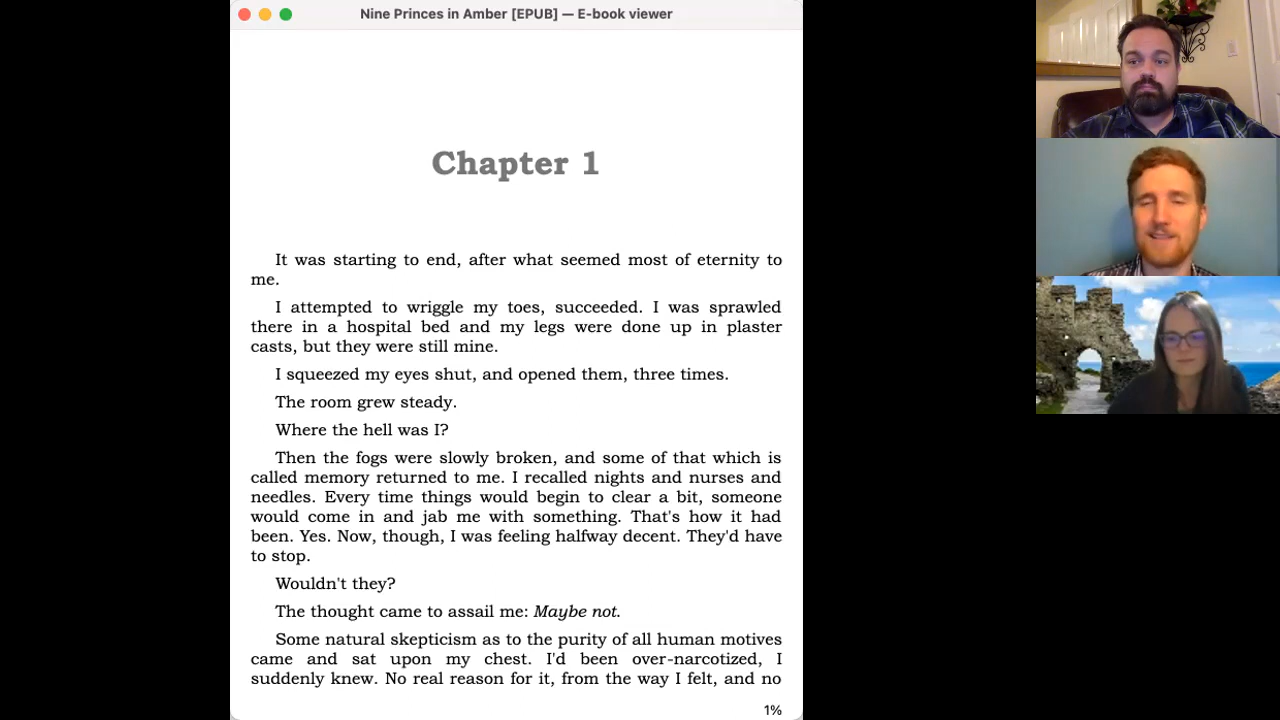 Nine Princes in Amber [EPUB] — E-book viewer
Chapter 1
It was starting to end, after what seemed most of eternity to
me.
I attempted to wriggle my toes, succeeded. I was sprawled
there in a hospital bed and my legs were done up in plaster
casts, but they were still mine.
I squeezed my eyes shut, and opened them, three times.
The room grew steady.
Where the hell was I?
Then the fogs were slowly broken, and some of that which is
called memory returned to me. I recalled nights and nurses and
needles. Every time things would begin to clear a bit, someone
would come in and jab me with something. That's how it had
been. Yes. Now, though, I was feeling halfway decent. They'd have
to stop.
Wouldn't they?
The thought came to assail me: Maybe not.
Some natural skepticism as to the purity of all human motives
came and sat upon my chest. I'd been over-narcotized, I
suddenly knew. No real reason for it, from the way I felt, and no
1%